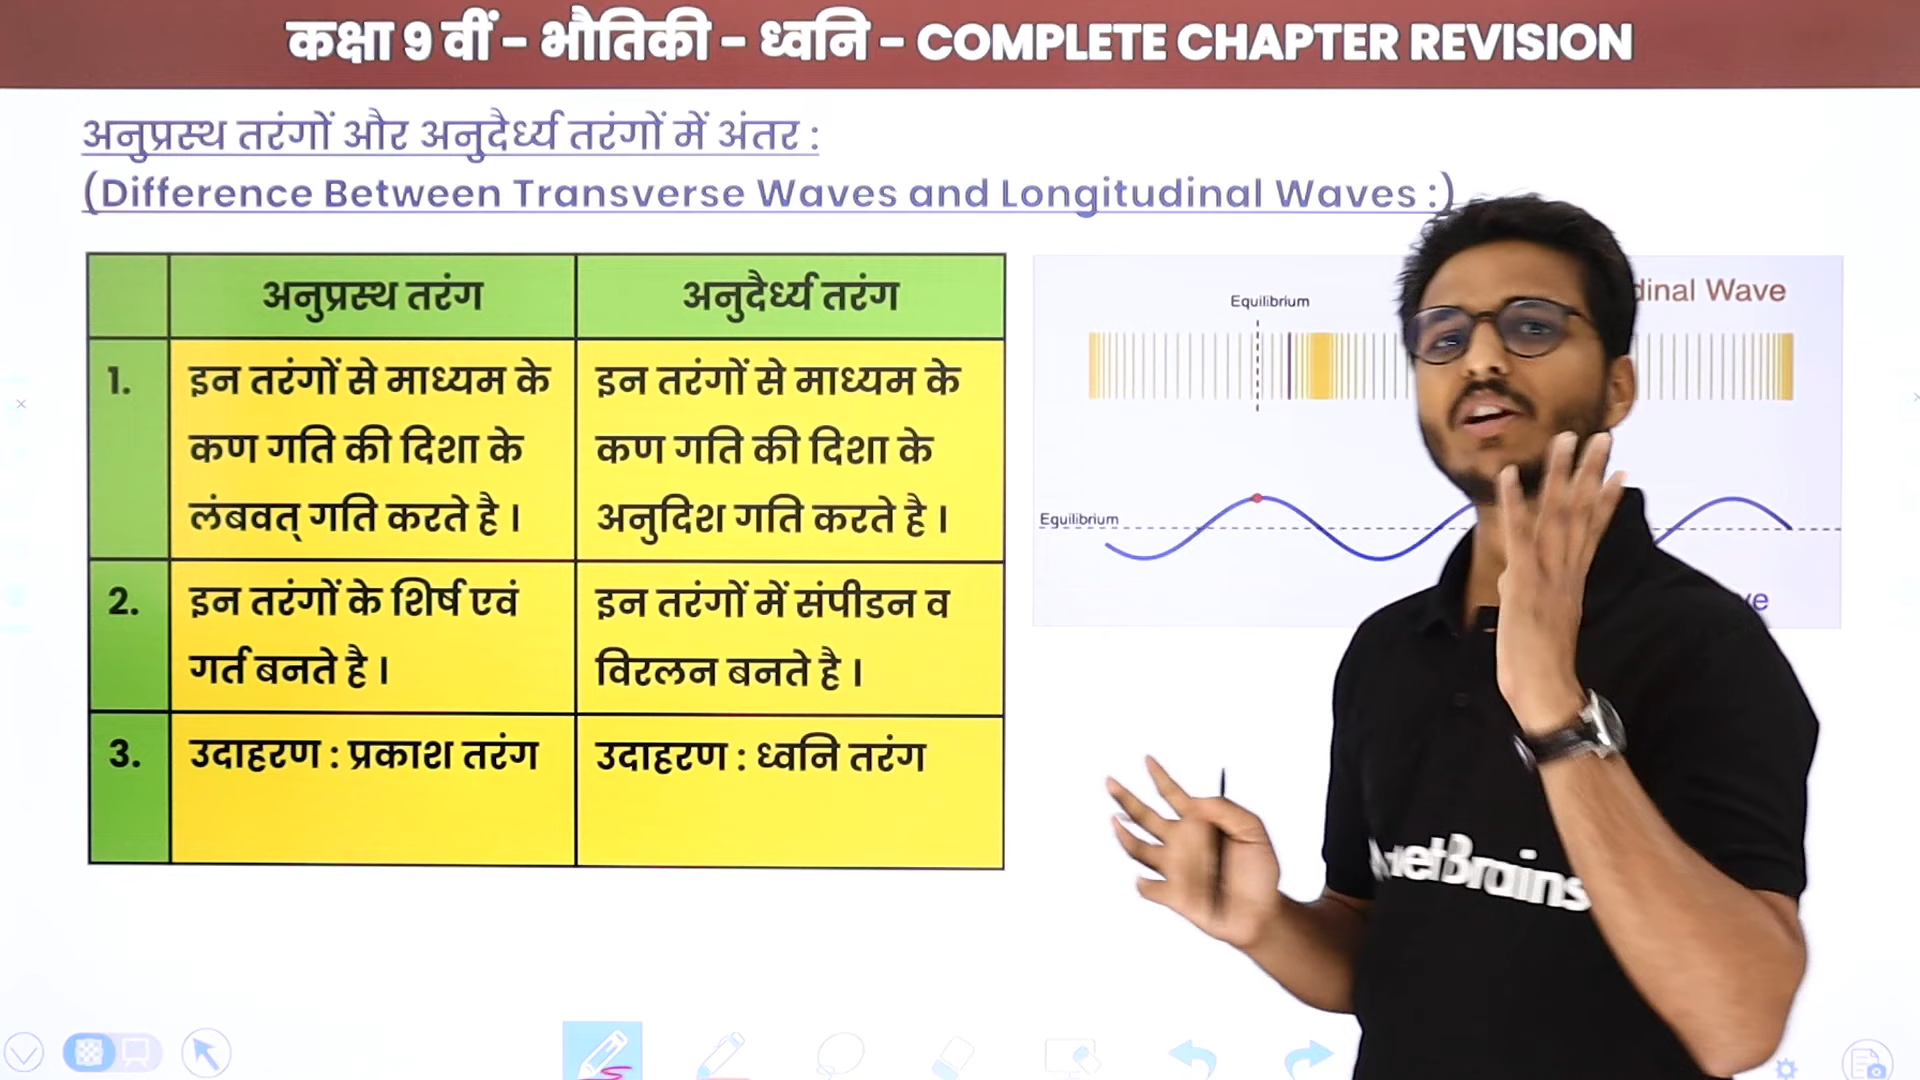 कक्षा 9 वीं – भौतिकी – ध्वनि – COMPLETE CHAPTER REVISION
अनुप्रस्थ तरंगों और अनुदैर्ध्य तरंगों में अंतर :
(Difference Between Transverse Waves and Longitudinal Waves :)
अनुप्रस्थ तरंग
अनुदैर्ध्य तरंग
1.
इन तरंगों से माध्यम के
कण गति की दिशा के
लंबवत् गति करते है ।
इन तरंगों से माध्यम के
कण गति की दिशा के
अनुदिश गति करते है ।
2.
इन तरंगों के शिर्ष एवं
गर्त बनते है ।
इन तरंगों में संपीडन व
विरलन बनते है ।
3.
उदाहरण : प्रकाश तरंग
उदाहरण : ध्वनि तरंग
dinal Wave
Equilibrium
Equilibrium
ve
netBrains